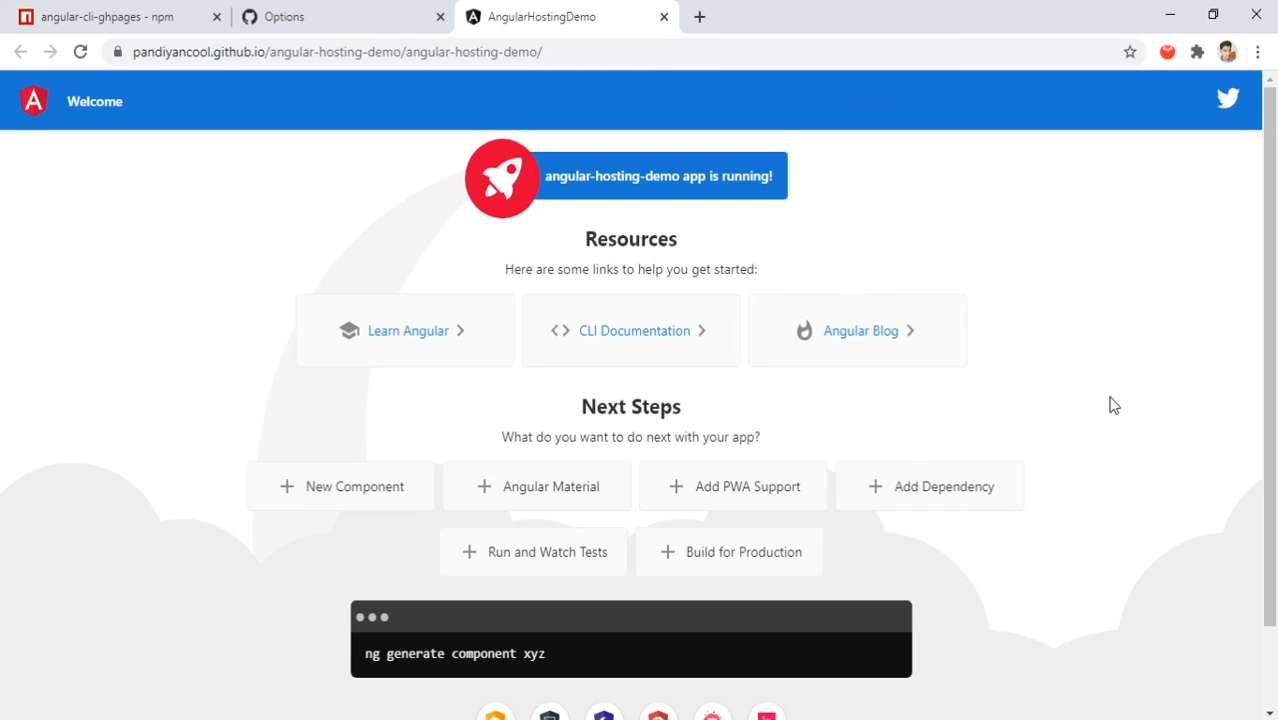 angular-cli-ghpages - npm
Options
AngularHostingDemo
pandiyancool.github.io/angular-hosting-demo/angular-hosting-demo/
Welcome
angular-hosting-demo app is running!
Resources
Here are some links to help you get started:
Learn Angular
CLI Documentation
Angular Blog
Next Steps
What do you want to do next with your app?
New Component
Angular Material
Add PWA Support
Add Dependency
Run and Watch Tests
Build for Production
ng generate component xyz